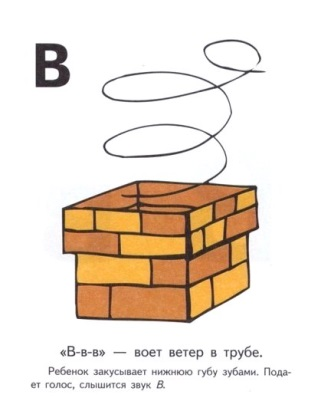 В
«В-в-в» — воет ветер в трубе.
Ребенок закусывает нижнюю губу зубами. Пода-
ет голос, слышится звук В.